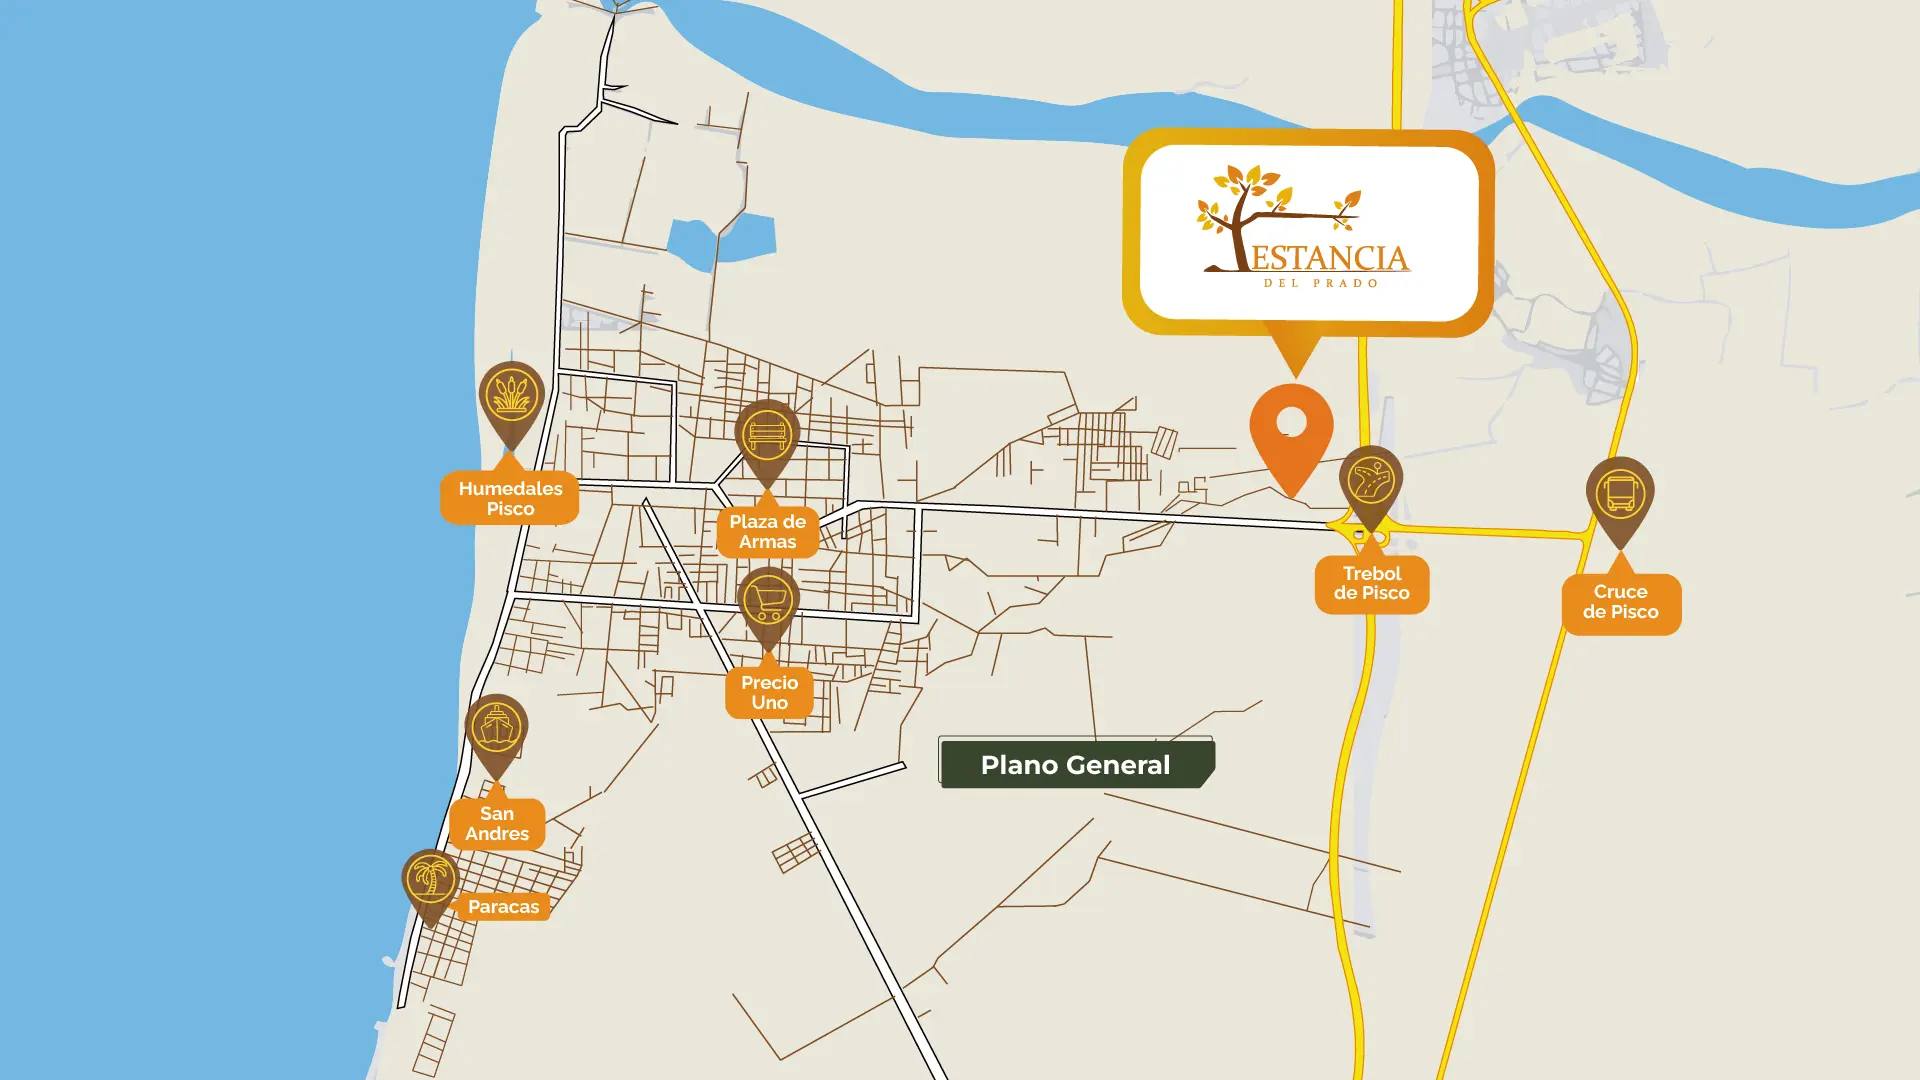 ESTANCIA
DEL PRADO
Humedales
Pisco
Plaza de
Armas
Trebol
de Pisco
Cruce
de Pisco
Precio
Uno
Plano General
San
Andres
Paracas